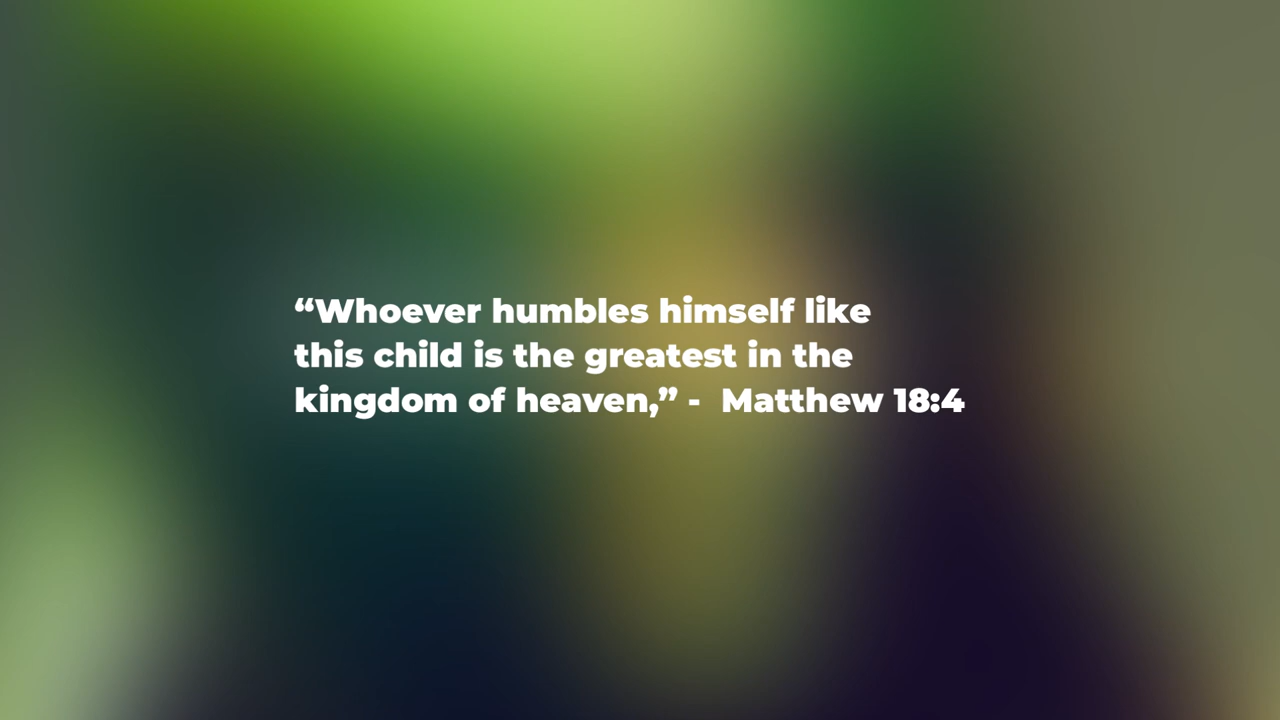 “Whoever humbles himself like
this child is the greatest in the
kingdom of heaven,” -  Matthew 18:4